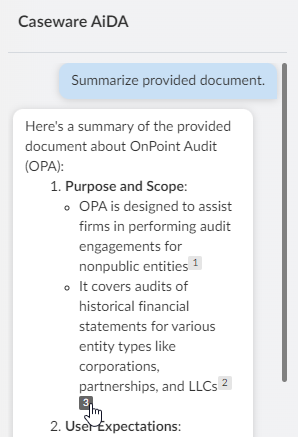 Caseware AiDA
Summarize provided document.
Here's a summary of the provided
document about OnPoint Audit
(OPA):
1. Purpose and Scope:
OPA is designed to assist
firms in performing audit
engagements for
nonpublic entities 1
It covers audits of
historical financial
statements for various
entity types like
corporations,
partnerships, and LLCs 2
3
2. User Expectations: